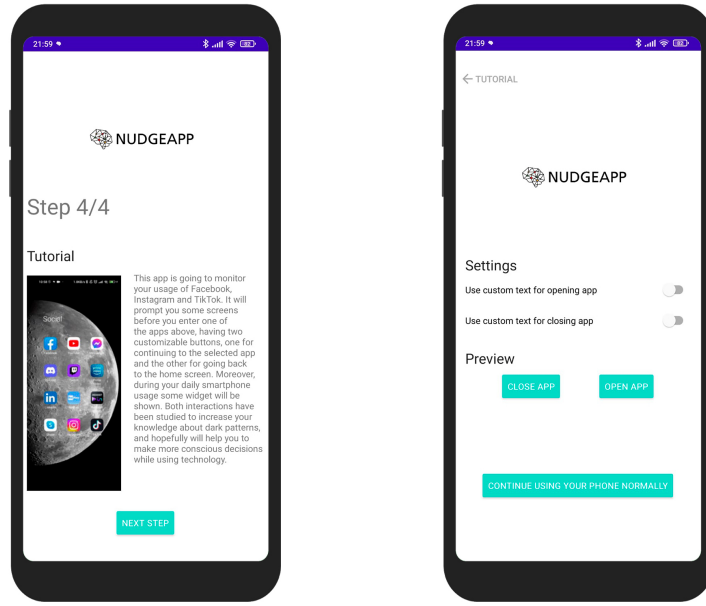 21:59
NUDGEAPP
Step 4/4
Tutorial
Social
This app is going to monitor
your usage of Facebook,
Instagram and TikTok. It will
prompt you some screens
before you enter one of
the apps above, having two
customizable buttons, one for
continuing to the selected app
and the other for going back
to the home screen. Moreover,
during your daily smartphone
usage some widget will be
shown. Both interactions have
been studied to increase your
knowledge about dark patterns,
and hopefully will help you to
make more conscious decisions
while using technology.
NEXT STEP
21:59
TUTORIAL
NUDGEAPP
Settings
Use custom text for opening app
Use custom text for closing app
Preview
CLOSE APP
OPEN APP
CONTINUE USING YOUR PHONE NORMALLY